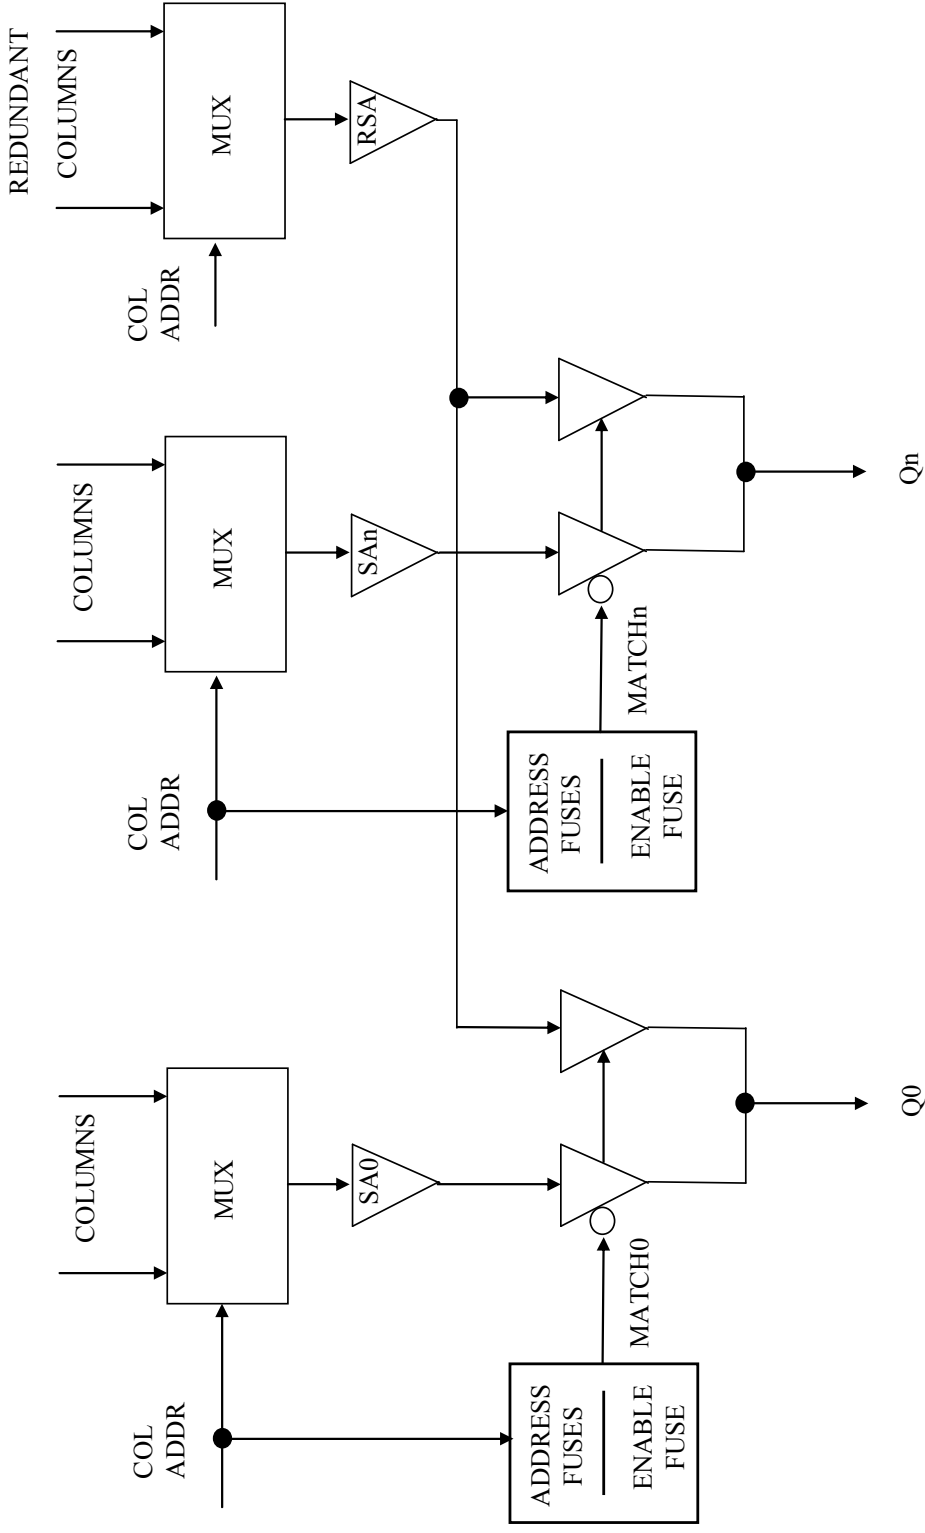 COL
ADDR
COLUMNS
MUX
SA0
ADDRESS
FUSES
ENABLE
FUSE
MATCH0
Q0
COL
ADDR
COLUMNS
MUX
SAn
ADDRESS
FUSES
ENABLE
FUSE
MATCHn
Qn
COL
ADDR
REDUNDANT
COLUMNS
MUX
RSA